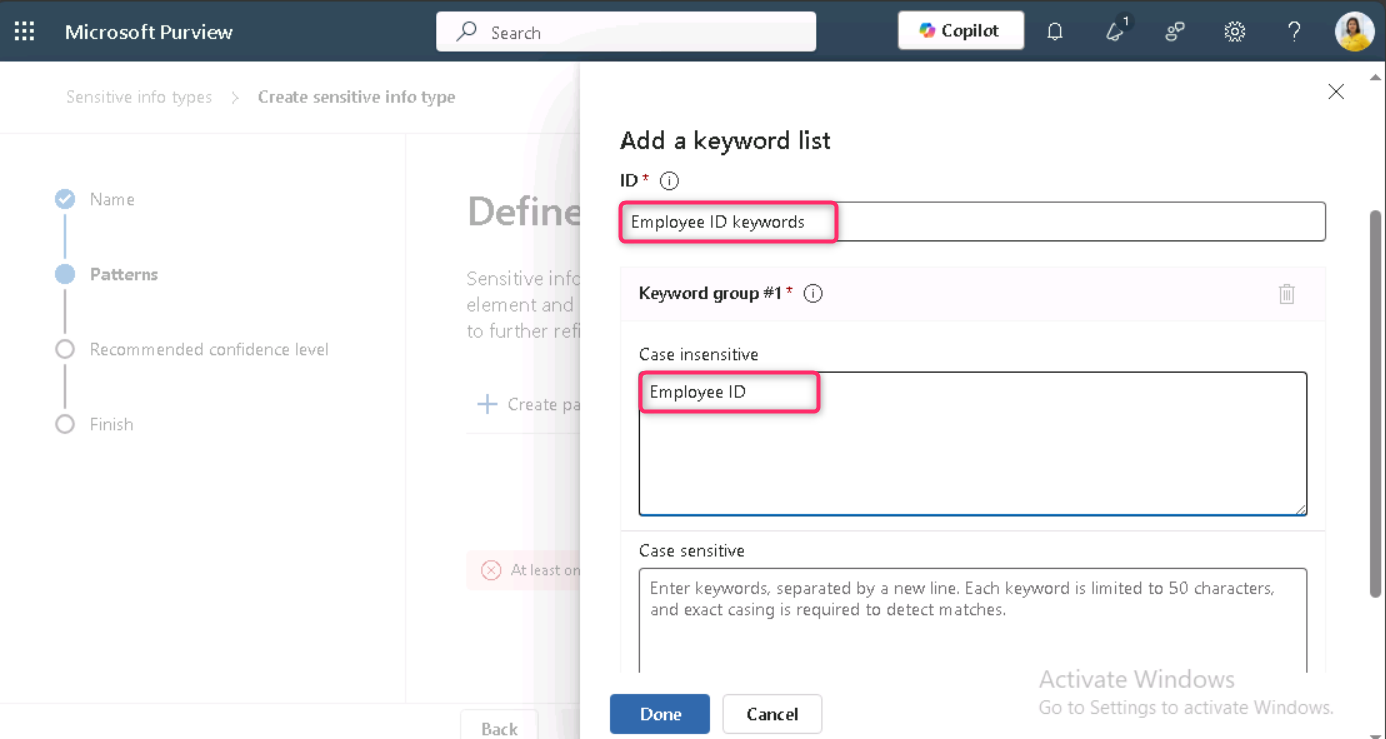 Microsoft Purview
Search
Copilot
1
Sensitive info types > Create sensitive info type
Name
Patterns
Recommended confidence level
Finish
Define
Sensitive info
element and
to further refi
+ Create pa
At least on
Back
Add a keyword list
ID *
Employee ID keywords
Keyword group #1 *
Case insensitive
Employee ID
Case sensitive
Enter keywords, separated by a new line. Each keyword is limited to 50 characters,
and exact casing is required to detect matches.
Done
Cancel
Activate Windows
Go to Settings to activate Windows.